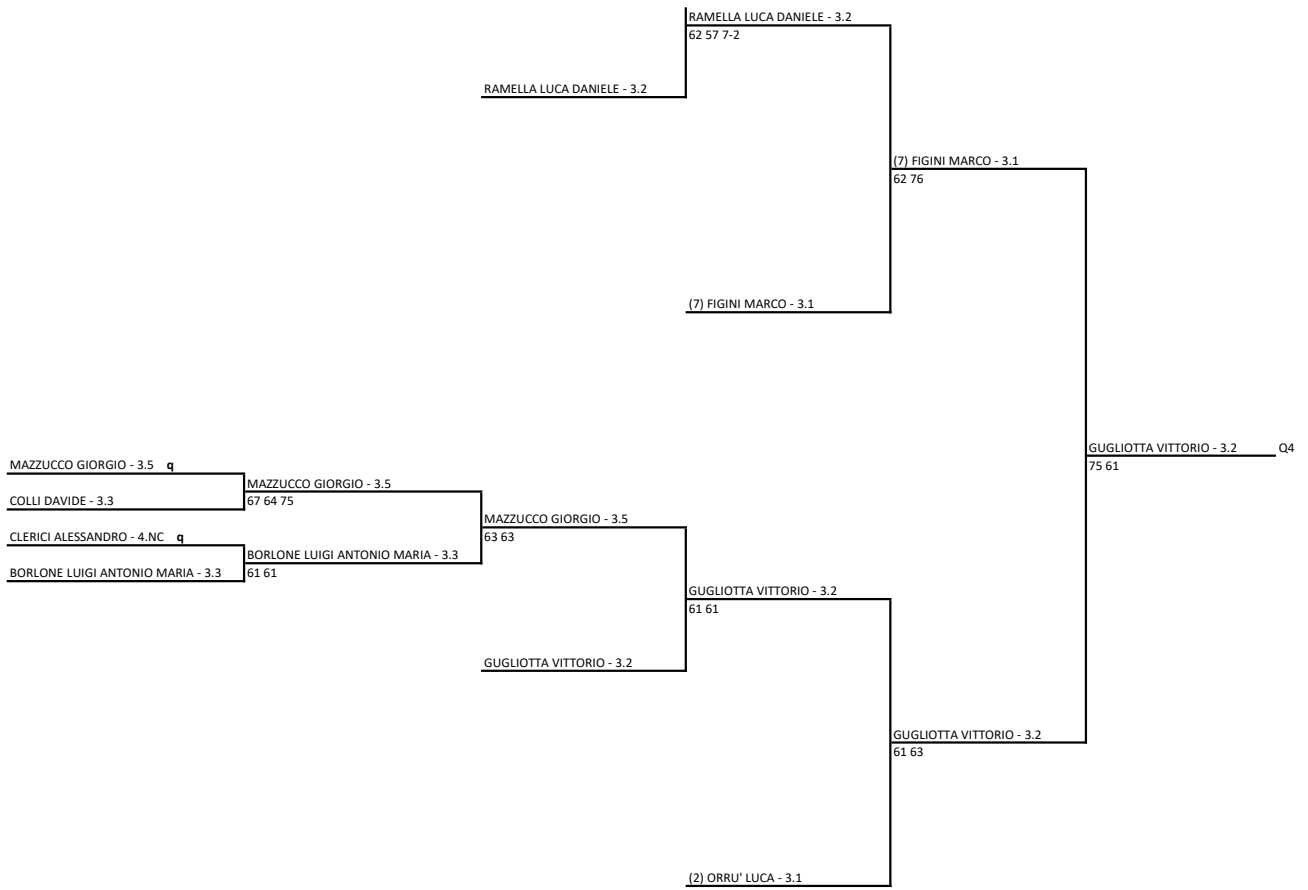 RAMELLA LUCA DANIELE - 3.2
62 57 7-2
RAMELLA LUCA DANIELE - 3.2
(7) FIGINI MARCO - 3.1
62 76
(7) FIGINI MARCO - 3.1
GUGLIOTTA VITTORIO - 3.2 Q4
75 61
MAZZUCCO GIORGIO - 3.5 q
MAZZUCCO GIORGIO - 3.5
67 64 75
COLLI DAVIDE - 3.3
MAZZUCCO GIORGIO - 3.5
63 63
CLERICI ALESSANDRO - 4.NC q
BORLONE LUIGI ANTONIO MARIA - 3.3
61 61
BORLONE LUIGI ANTONIO MARIA - 3.3
GUGLIOTTA VITTORIO - 3.2
61 61
GUGLIOTTA VITTORIO - 3.2
GUGLIOTTA VITTORIO - 3.2
61 63
(2) ORRU' LUCA - 3.1